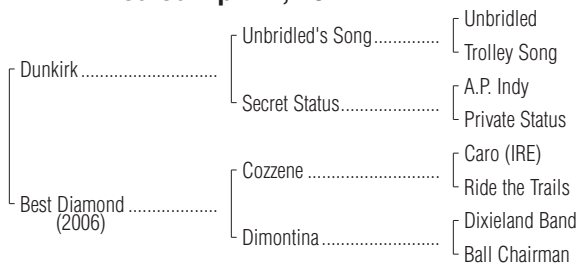 Unbridled
Unbridled's Song..............
Trolley Song
Dunkirk.............................
A.P. Indy
Secret Status.....................
Private Status
Caro (IRE)
Cozzene ............................
Ride the Trails
Best Diamond ...................
(2006)
Dixieland Band
Dimontina.........................
Ball Chairman